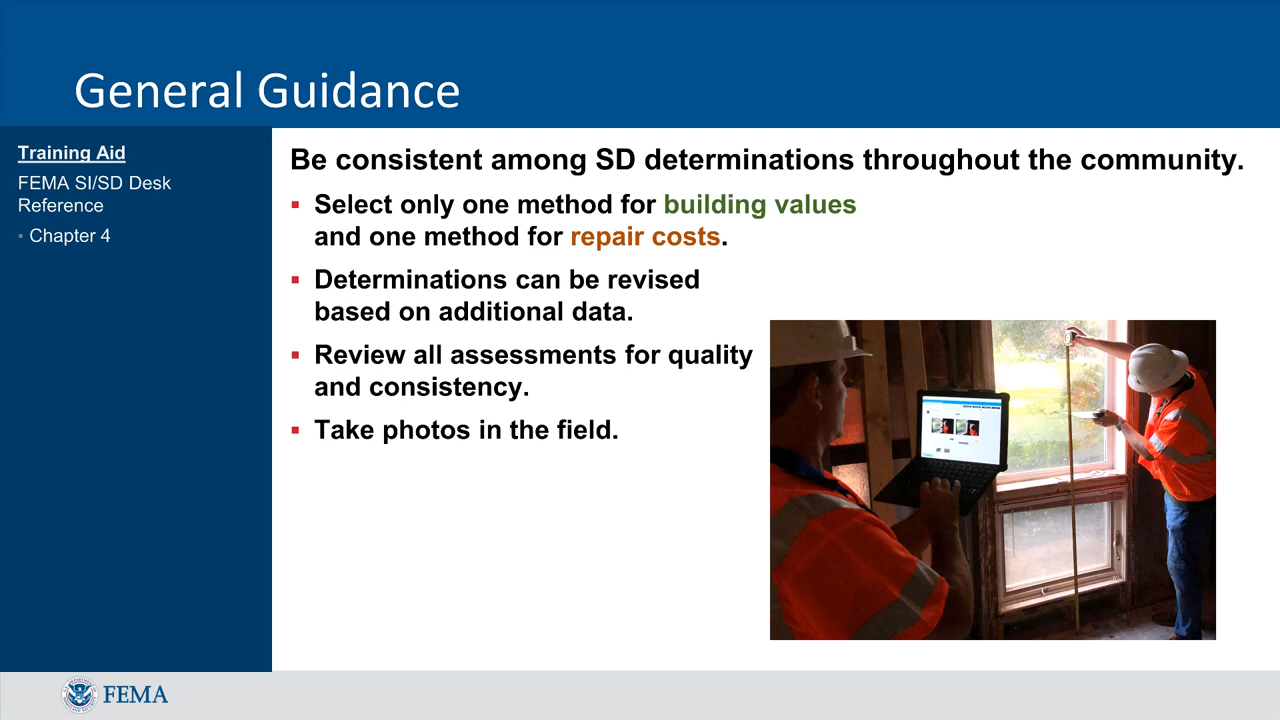 General Guidance
Training Aid
FEMA SI/SD Desk
Reference
• Chapter 4
Be consistent among SD determinations throughout the community.
▪ Select only one method for building values
and one method for repair costs.
▪ Determinations can be revised
based on additional data.
▪ Review all assessments for quality
and consistency.
▪ Take photos in the field.
FEMA